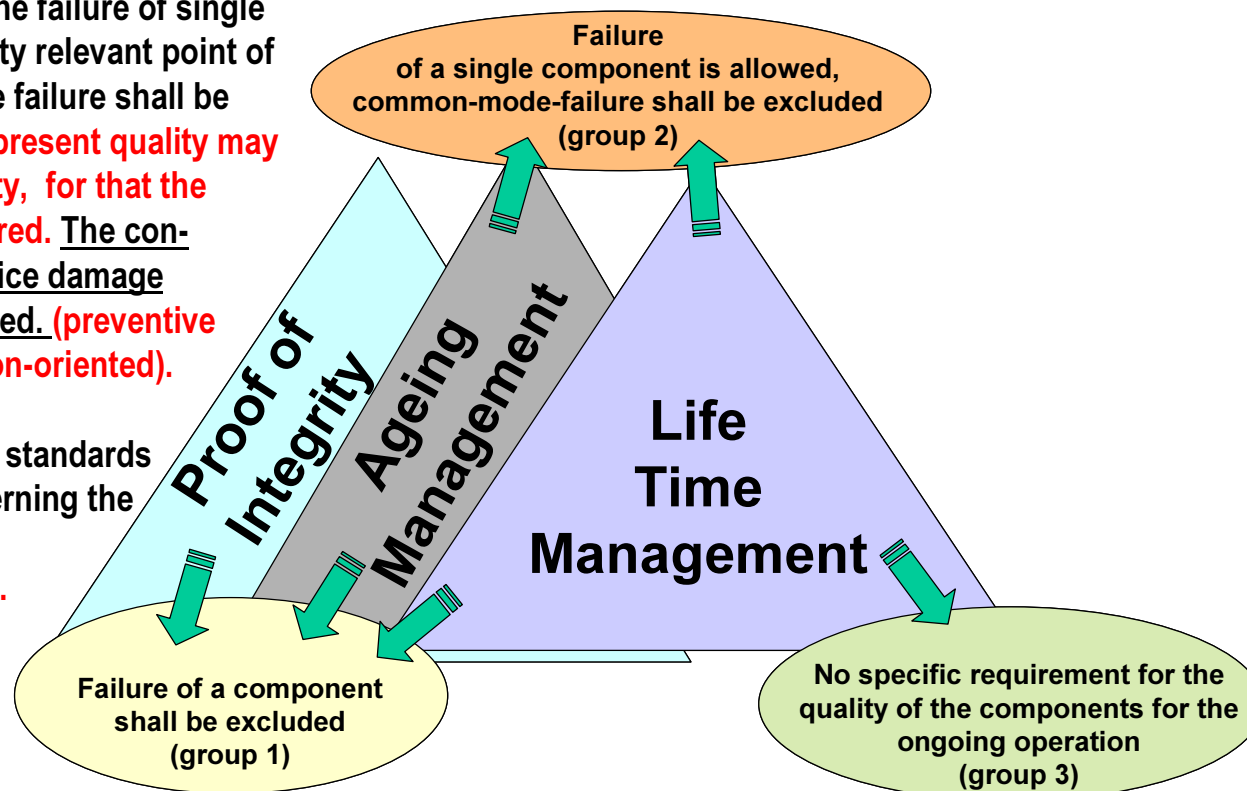 he failure of single
ty relevant point of
e failure shall be
present quality may
ty, for that the
red. The con-
ice damage
ed. (preventive
on-oriented).
standards
erning the
.
Failure
of a single component is allowed,
common-mode-failure shall be excluded
(group 2)
Proof of
Integrity
Ageing
Management
Life
Time
Management
Failure of a component
shall be excluded
(group 1)
No specific requirement for the
quality of the components for the
ongoing operation
(group 3)